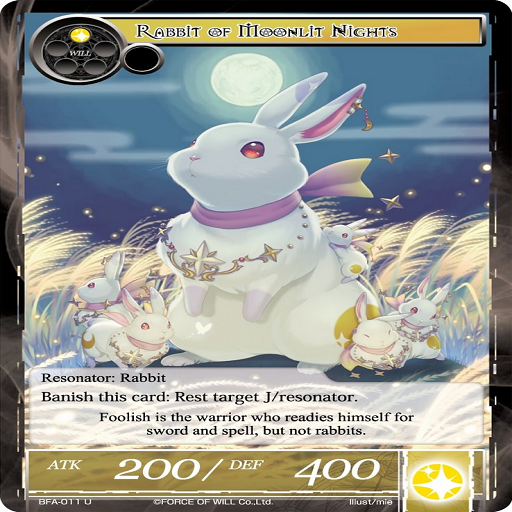 Rabbit of Moonlit Nights
WILL
Resonator: Rabbit
Banish this card: Rest target J/resonator.
Foolish is the warrior who readies himself for
sword and spell, but not rabbits.
ATK 200/ DEF 400
BFA-011 U ©FORCE OF WILL Co.,Ltd. Illust/mie